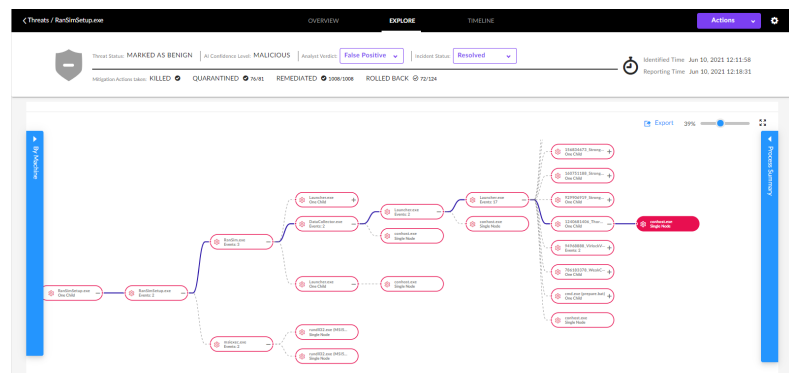 Threats / RanSimSetup.exe
OVERVIEW
EXPLORE
TIMELINE
Actions
Threat Status: MARKED AS BENIGN
AI Confidence Level: MALICIOUS
Analyst Verdict: False Positive
Incident Status: Resolved
Identified Time Jun 10, 2021 12:11:58
Reporting Time Jun 10, 2021 12:18:31
Mitigation Actions taken: KILLED
QUARANTINED 76/81
REMEDIATED 1008/1008
ROLLED BACK 72/124
Export
39%
By Machine
Process Summary
RanSimSetup.exe
One Child
RanSimSetup.exe
Events: 2
RanSim.exe
Events: 3
msiexec.exe
Events: 2
Launcher.exe
One Child
DataCollector.exe
Events: 2
Launcher.exe
One Child
Single Node
Single Node
Launcher.exe
Events: 2
conhost.exe
Single Node
conhost.exe
Single Node
Launcher.exe
Events: 17
conhost.exe
Single Node
One Child
One Child
One Child
One Child
Events: 2
One Child
One Child
conhost.exe
One Child
conhost.exe
Single Node